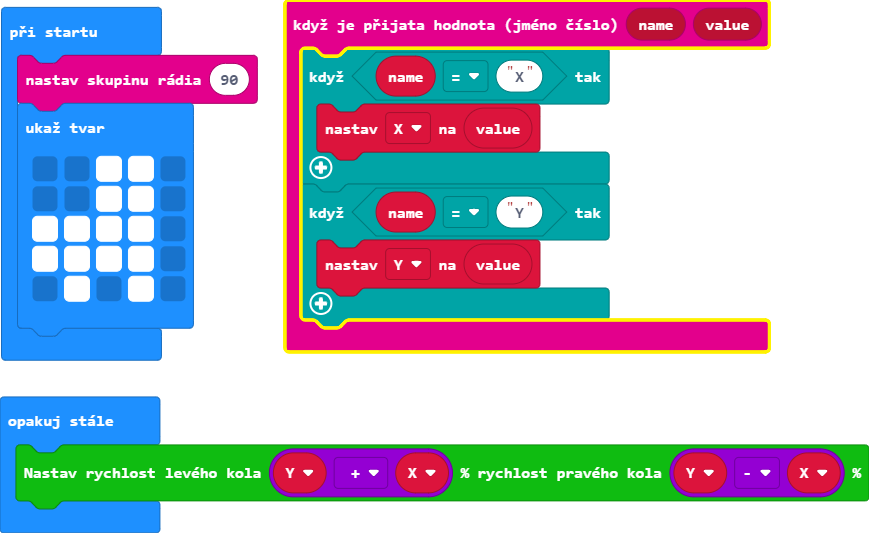 při startu
nastav skupinu rádia 90
ukaž tvar
když je přijata hodnota (jméno číslo) name value
když name = "X" tak
nastav X na value
když name = "Y" tak
nastav Y na value
opakuj stále
Nastav rychlost levého kola Y + X % rychlost pravého kola Y - X %